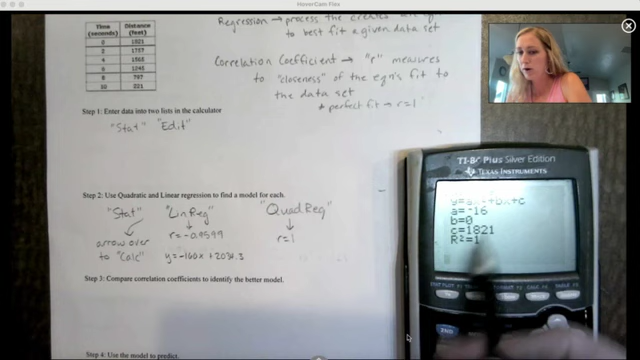 HoverCam Flex
Time (seconds) Distance (feet)
0 1821
2 1757
4 1565
6 1245
8 797
10 221
Regression → process the creates an
to best fit a given data set
Correlation Coefficient → "r" measures
to "closeness" of the eqn's fit to
the data set
* perfect fit → r=1
Step 1: Enter data into two lists in the calculator
"Stat" "Edit"
Step 2: Use Quadratic and Linear regression to find a model for each.
"Stat" "LinReg" "QuadReg"
arrow over r=-0.9599 r=1
to "Calc" y=-160x+2034.3
Step 3: Compare correlation coefficients to identify the better model.
Step 4: Use the model to predict.
TI-84 Plus Silver Edition
TEXAS INSTRUMENTS
y=ax²+bx+c
a=-16
b=0
c=1821
R²=1
2ND